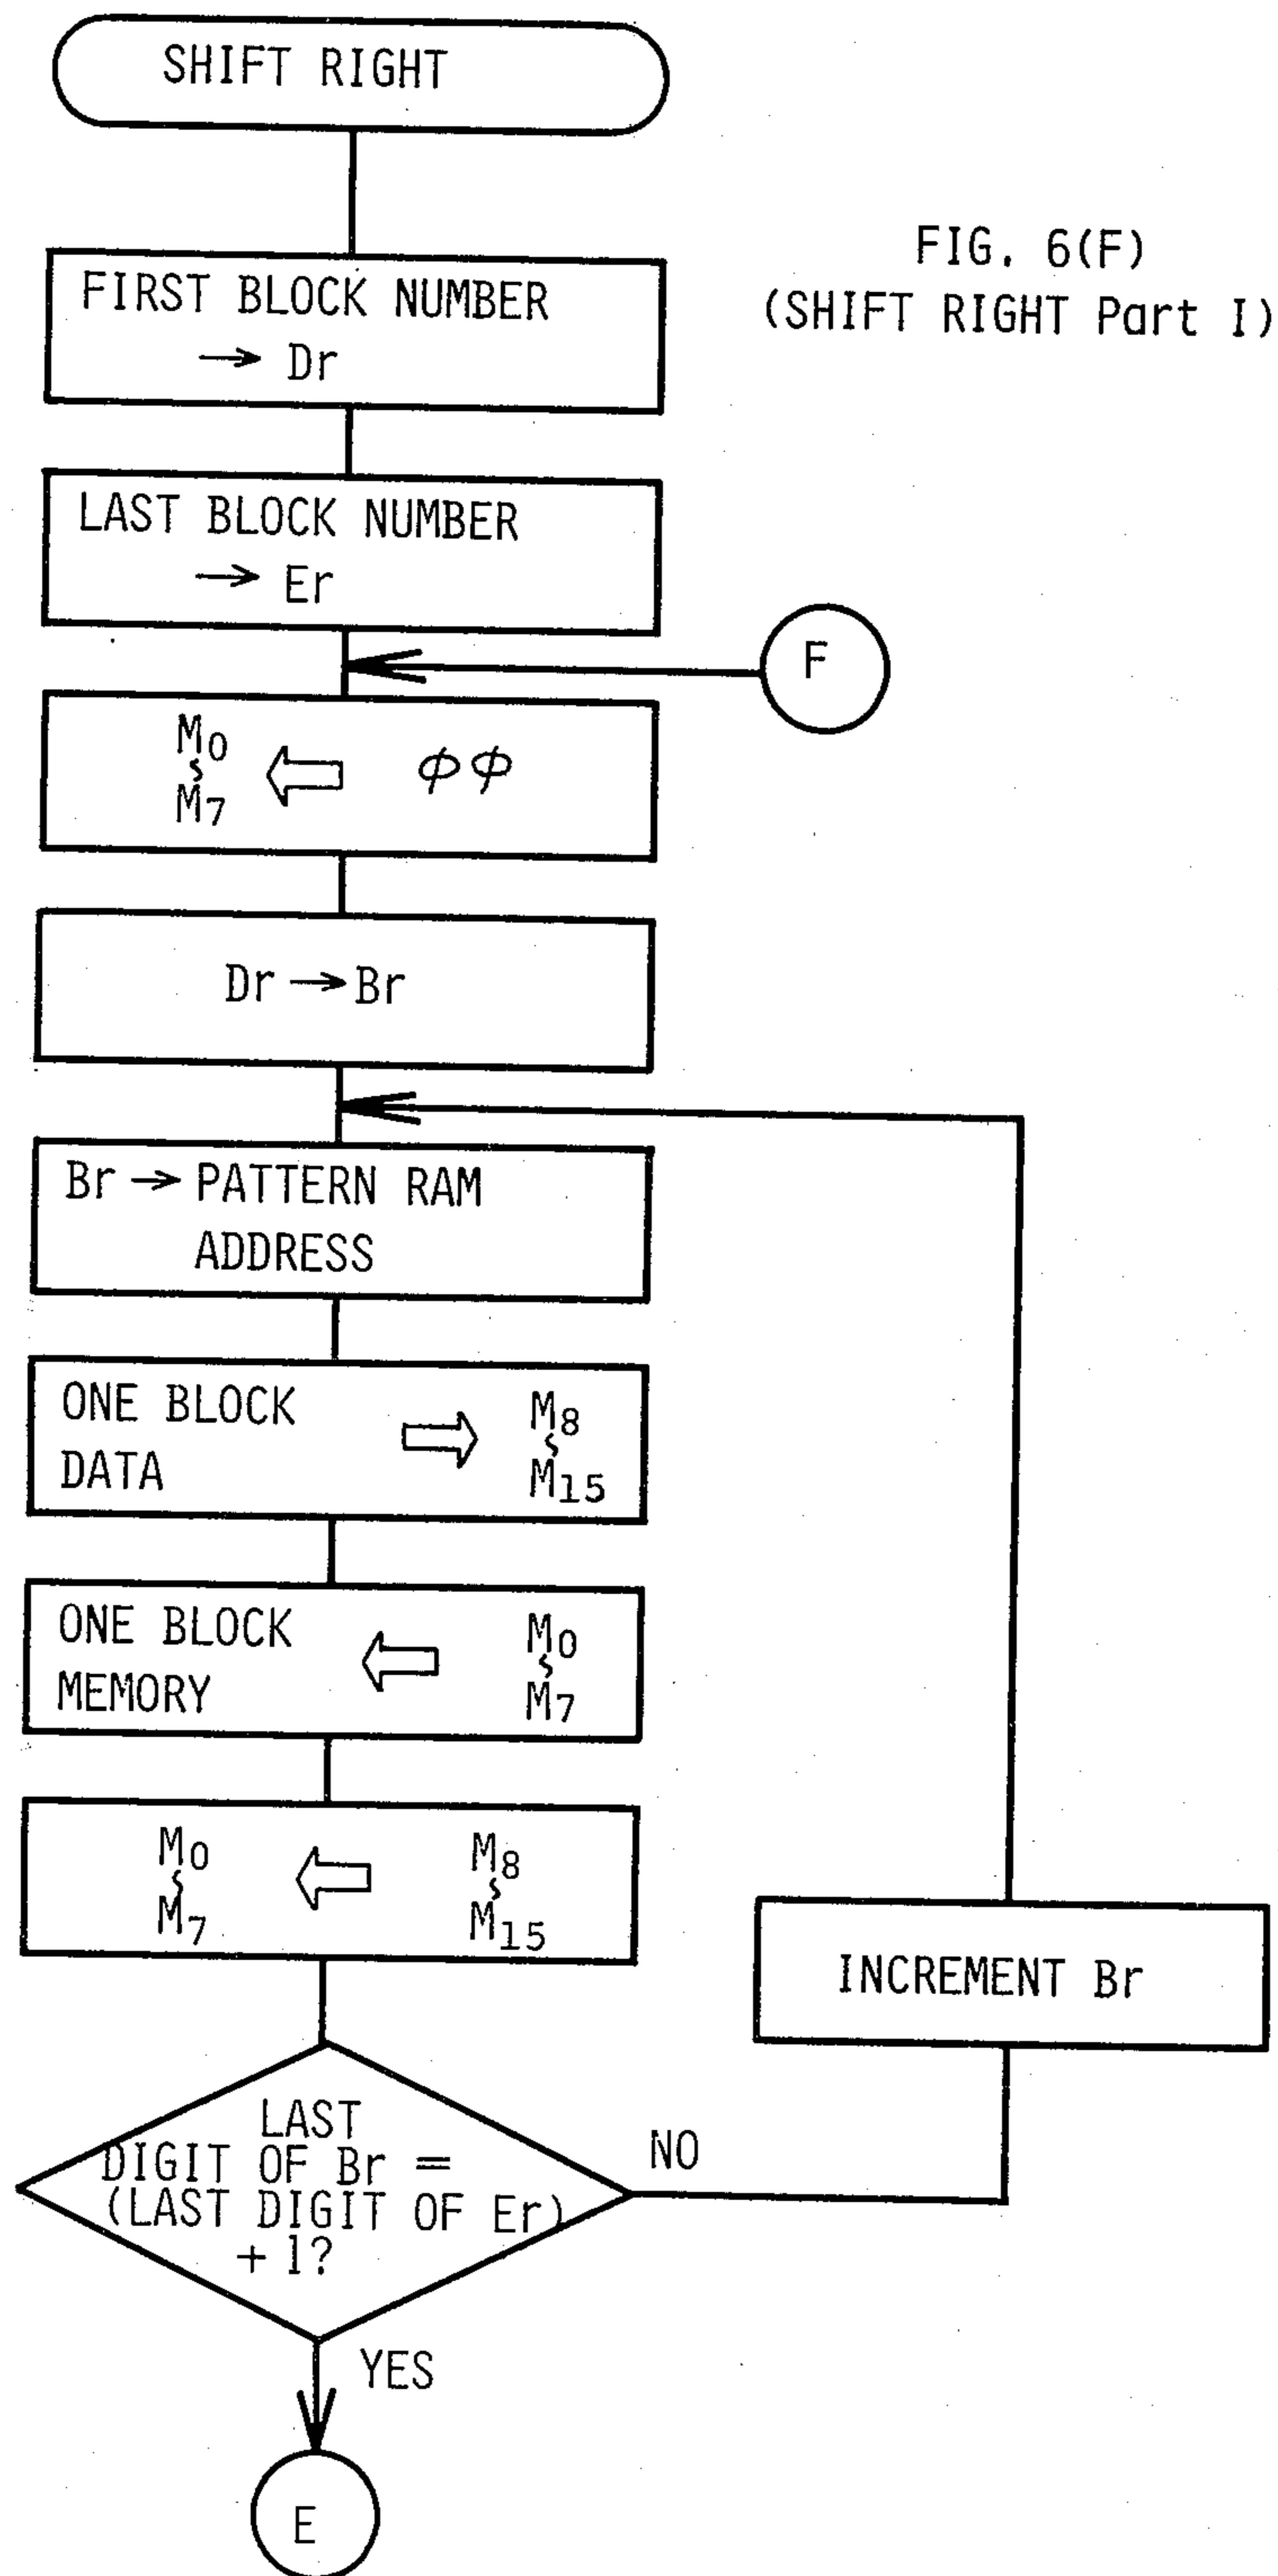 SHIFT RIGHT
FIG. 6(F)
(SHIFT RIGHT Part I)
FIRST BLOCK NUMBER
→ Dr
LAST BLOCK NUMBER
→ Er
F
M0
~
M7
⇦ φφ
Dr → Br
Br → PATTERN RAM
ADDRESS
ONE BLOCK
DATA
⇨
M8
~
M15
ONE BLOCK
MEMORY
⇦
M0
~
M7
M0
~
M7
⇦
M8
~
M15
INCREMENT Br
LAST
DIGIT OF Br =
(LAST DIGIT OF Er)
+ 1?
NO
YES
E